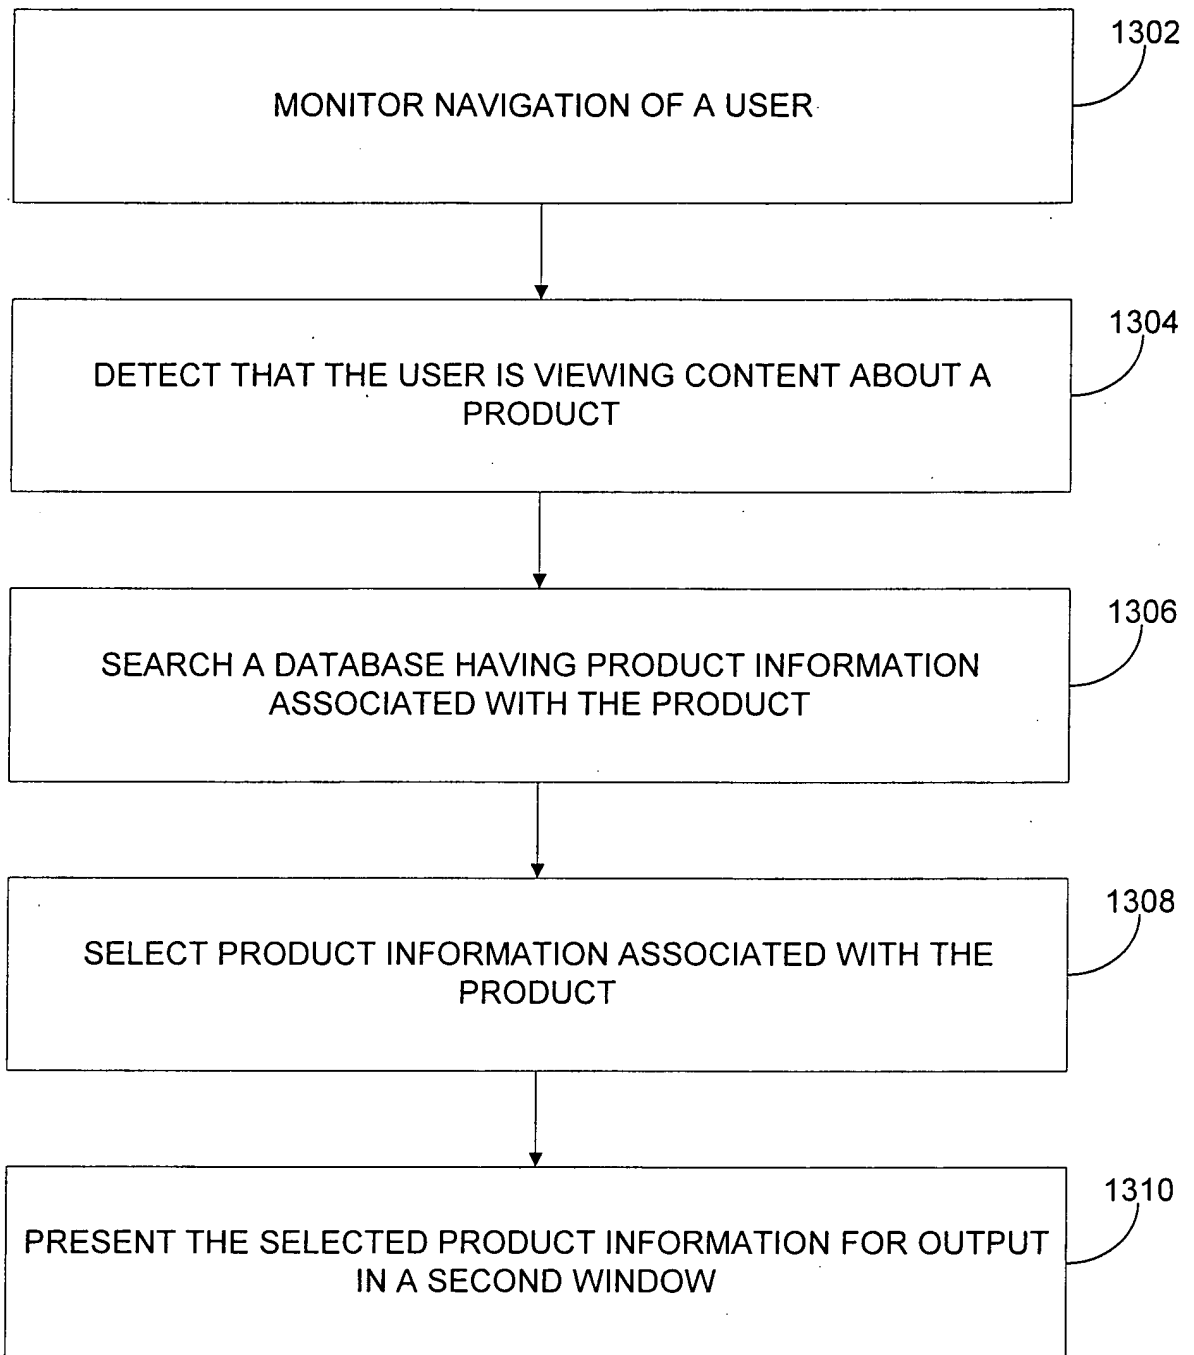 1302
MONITOR NAVIGATION OF A USER
1304
DETECT THAT THE USER IS VIEWING CONTENT ABOUT A
PRODUCT
1306
SEARCH A DATABASE HAVING PRODUCT INFORMATION
ASSOCIATED WITH THE PRODUCT
1308
SELECT PRODUCT INFORMATION ASSOCIATED WITH THE
PRODUCT
1310
PRESENT THE SELECTED PRODUCT INFORMATION FOR OUTPUT
IN A SECOND WINDOW